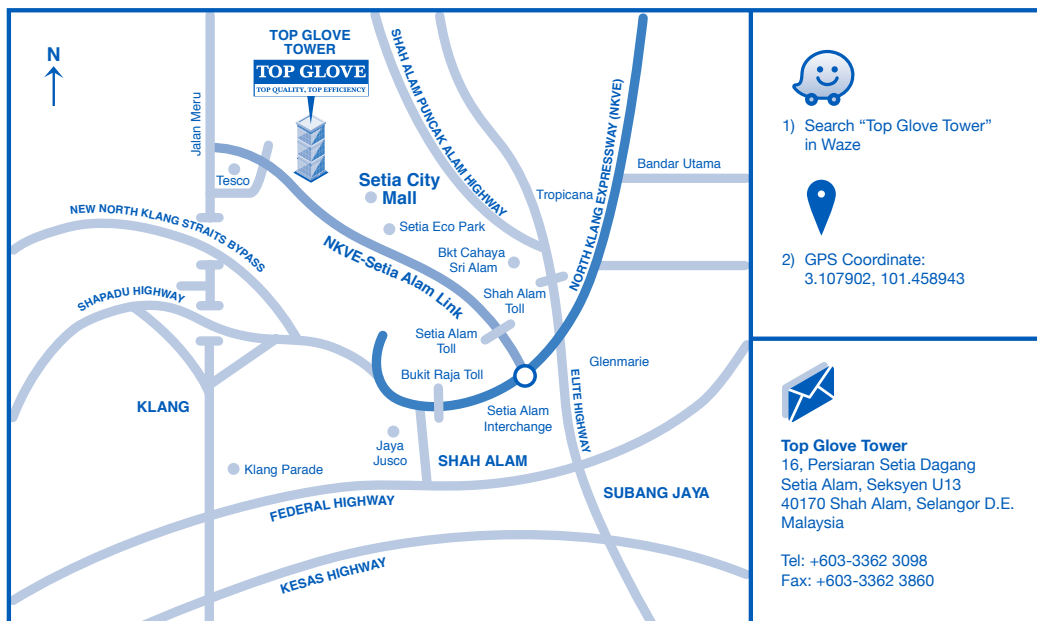 N
TOP GLOVE
TOWER
TOP GLOVE
TOP QUALITY, TOP EFFICIENCY
Jalan Meru
Tesco
SHAH ALAM PUNCAK ALAM HIGHWAY
NORTH KLANG EXPRESSWAY (NKVE)
Bandar Utama
Tropicana
Setia City
Mall
Setia Eco Park
NEW NORTH KLANG STRAITS BYPASS
NKVE-Setia Alam Link
Bkt Cahaya
Sri Alam
SHAPADU HIGHWAY
Shah Alam
Toll
Setia Alam
Toll
Bukit Raja Toll
Glenmarie
ELITE HIGHWAY
KLANG
Setia Alam
Interchange
Jaya
Jusco
SHAH ALAM
Klang Parade
SUBANG JAYA
FEDERAL HIGHWAY
KESAS HIGHWAY
1) Search “Top Glove Tower”
in Waze
2) GPS Coordinate:
3.107902, 101.458943
Top Glove Tower
16, Persiaran Setia Dagang
Setia Alam, Seksyen U13
40170 Shah Alam, Selangor D.E.
Malaysia
Tel: +603-3362 3098
Fax: +603-3362 3860